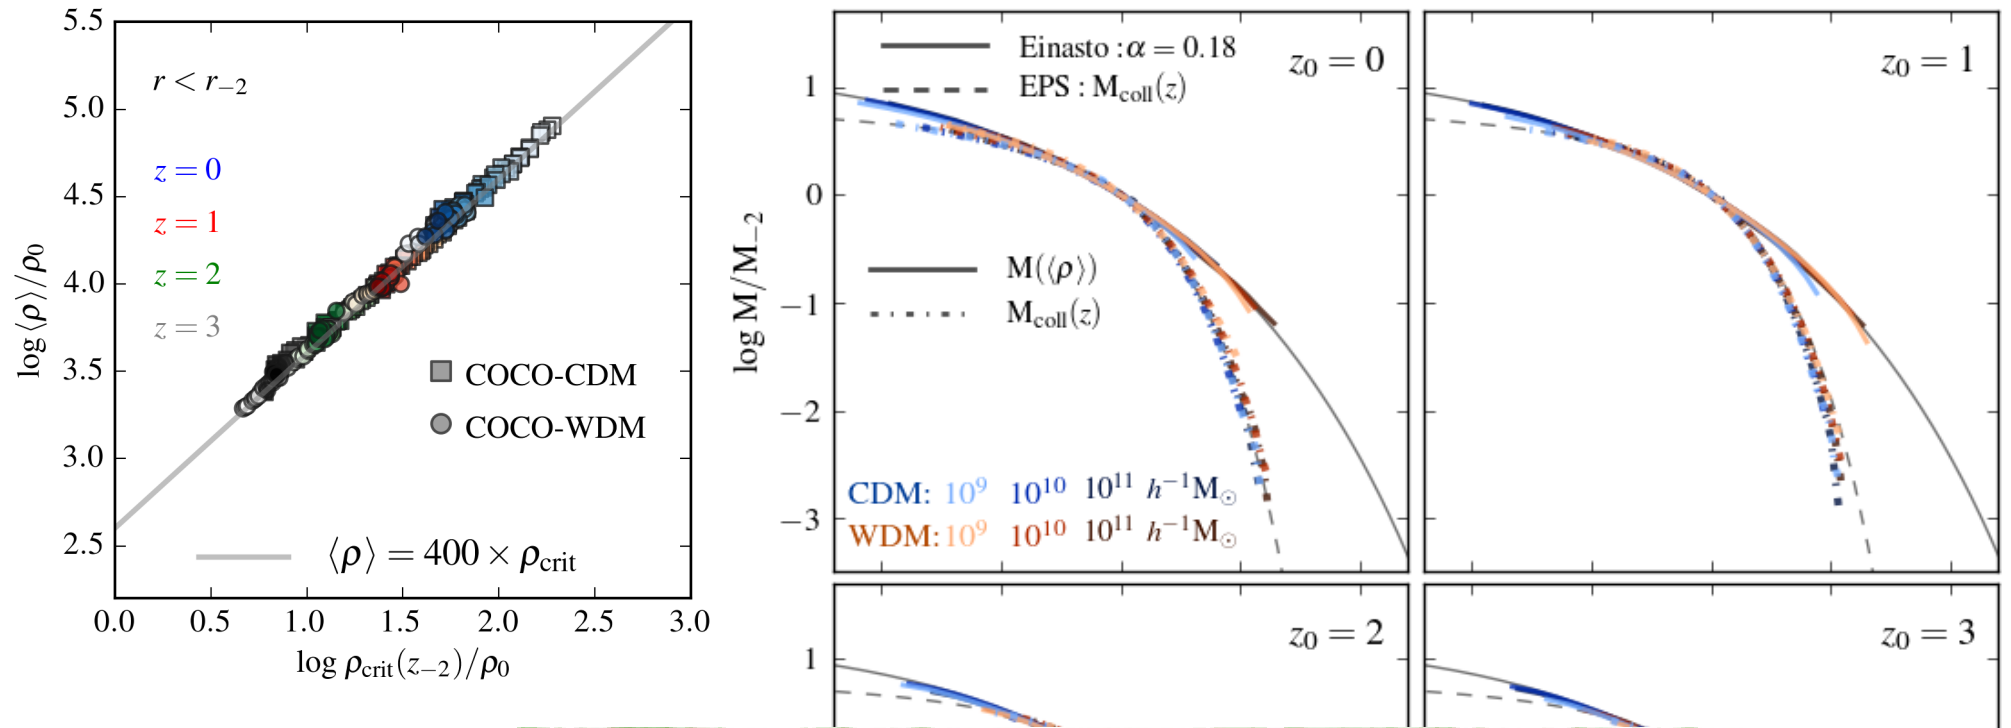 5.5
5.0
4.5
4.0
3.5
3.0
2.5
log⟨ρ⟩/ρ₀
r < r₋₂
z = 0
z = 1
z = 2
z = 3
COCO-CDM
COCO-WDM
⟨ρ⟩ = 400 × ρ_crit
0.0 0.5 1.0 1.5 2.0 2.5 3.0
log ρ_crit(z₋₂)/ρ₀
log M/M₋₂
1
0
−1
−2
−3
Einasto : α = 0.18
EPS : M_coll(z)
z₀ = 0
M(⟨ρ⟩)
M_coll(z)
CDM: 10⁹ 10¹⁰ 10¹¹ h⁻¹M⊙
WDM: 10⁹ 10¹⁰ 10¹¹ h⁻¹M⊙
z₀ = 1
1
z₀ = 2
z₀ = 3